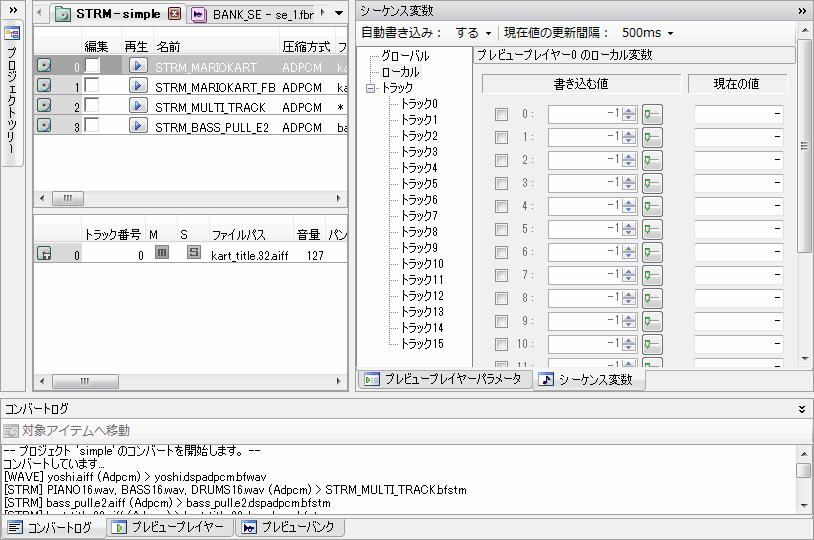 STRM - simple
BANK_SE - se_1.fbr
プロジェクトツリー
編集 再生 名前 圧縮方式 フ
0 STRM_MARIOKART ADPCM ka
1 STRM_MARIOKART_FB ADPCM ka
2 STRM_MULTI_TRACK ADPCM *
3 STRM_BASS_PULL_E2 ADPCM ba
トラック番号 M S ファイルパス 音量 パン
0 0 m S kart_title.32.aiff 127
シーケンス変数
自動書き込み： する 現在値の更新間隔： 500ms
グローバル
ローカル
トラック
トラック0
トラック1
トラック2
トラック3
トラック4
トラック5
トラック6
トラック7
トラック8
トラック9
トラック10
トラック11
トラック12
トラック13
トラック14
トラック15
プレビュープレイヤー0 のローカル変数
書き込む値 現在の値
0 : -1 -
1 : -1 -
2 : -1 -
3 : -1 -
4 : -1 -
5 : -1 -
6 : -1 -
7 : -1 -
8 : -1 -
9 : -1 -
10 : -1 -
11 : -1 -
プレビュープレイヤーパラメータ シーケンス変数
コンバートログ
対象アイテムへ移動
-- プロジェクト 'simple' のコンバートを開始します。 --
コンバートしています...
[WAVE] yoshi.aiff (Adpcm) > yoshi.dspadpcm.bfwav
[STRM] PIANO16.wav, BASS16.wav, DRUMS16.wav (Adpcm) > STRM_MULTI_TRACK.bfstm
[STRM] bass_pull.e2.aiff (Adpcm) > bass_pull.e2.dspadpcm.bfstm
コンバートログ プレビュープレイヤー プレビューバンク